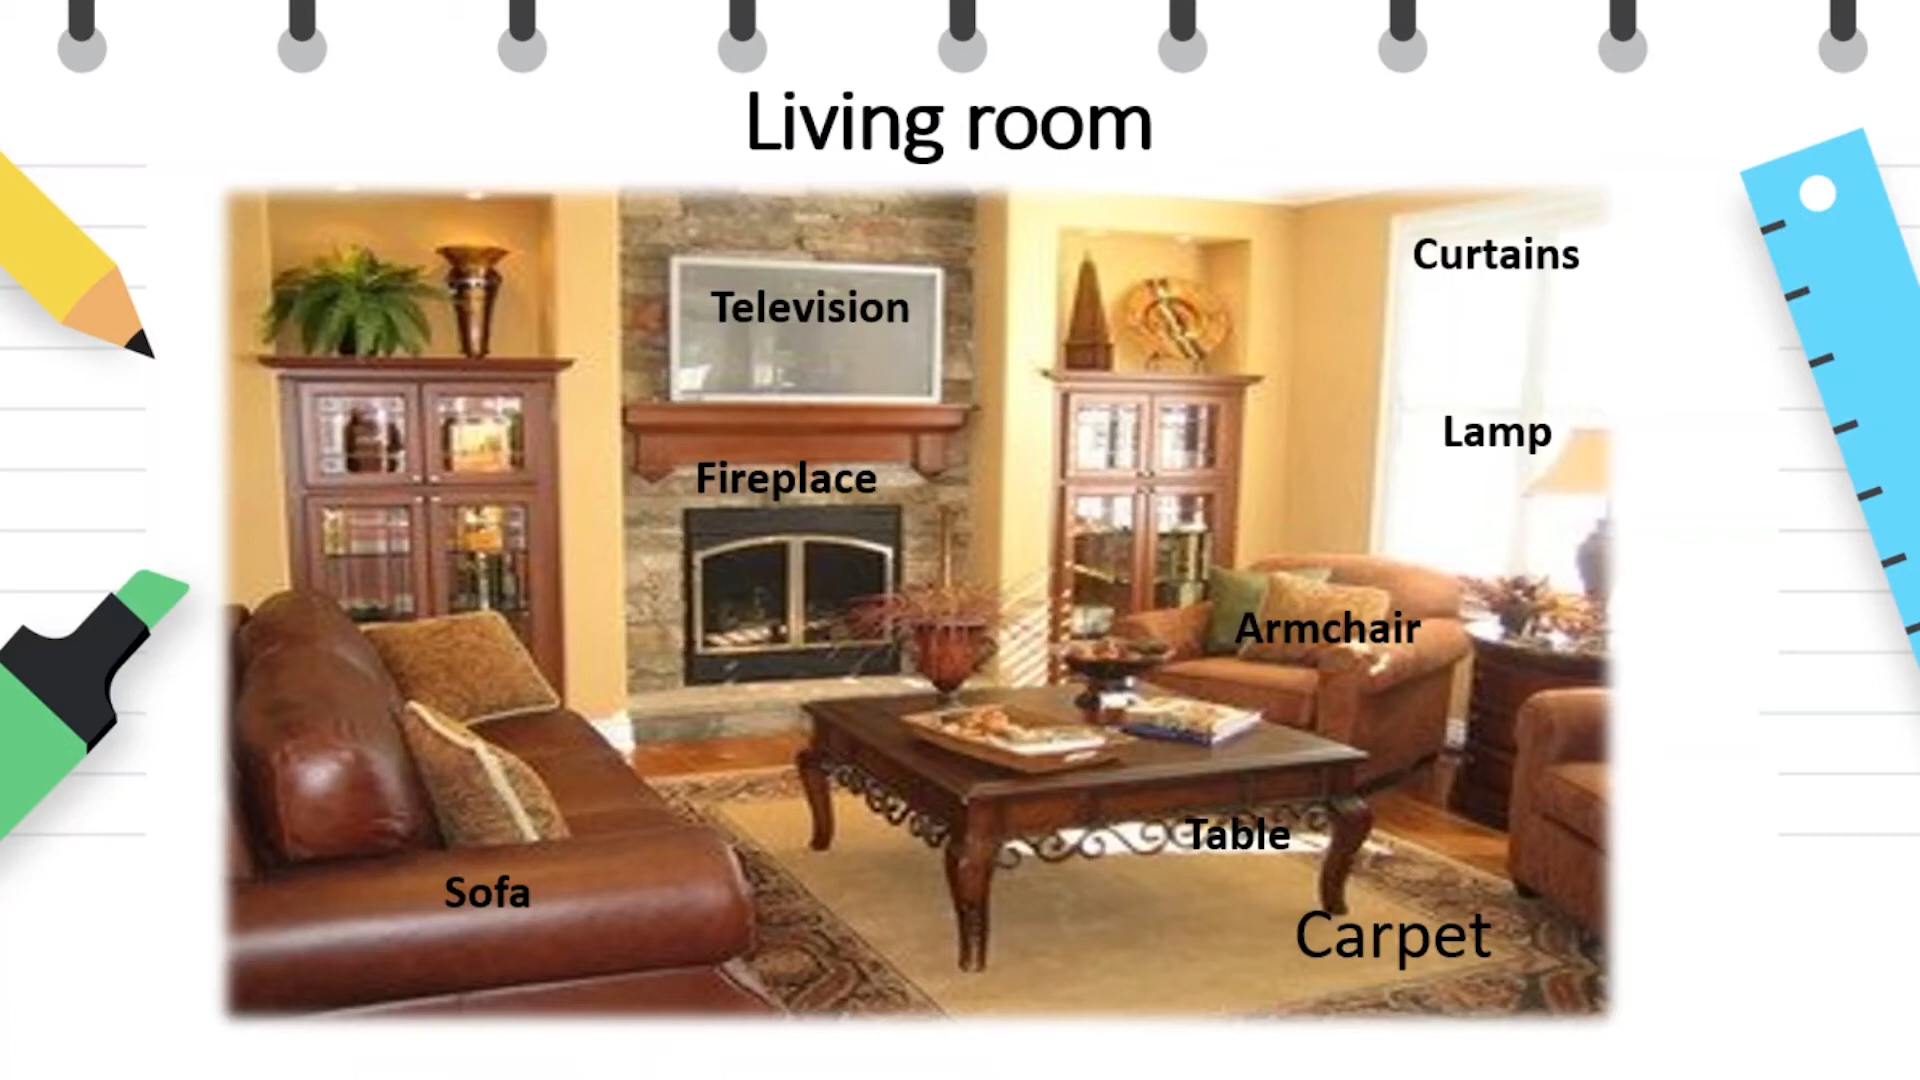 Living room
Curtains
Television
Lamp
Fireplace
Armchair
Table
Sofa
Carpet